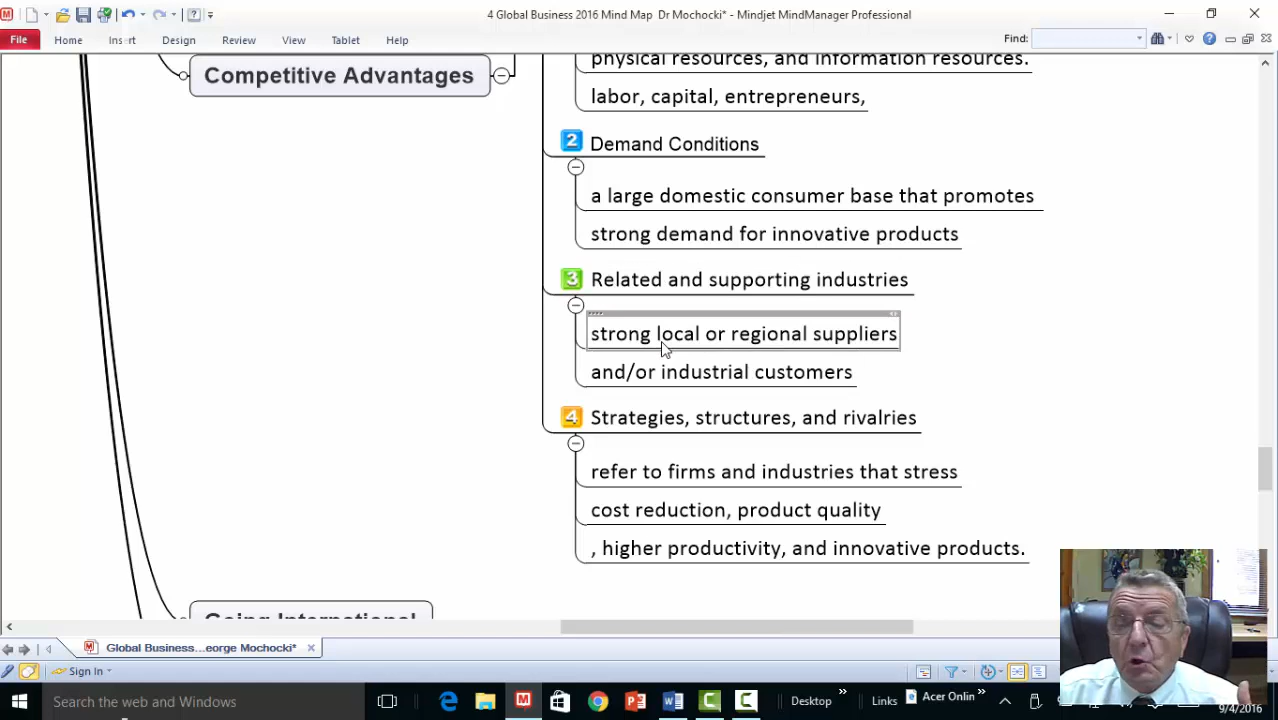 4 Global Business 2016 Mind Map  Dr Mochocki* - Mindjet MindManager Professional
File Home Insert Design Review View Tablet Help Find:
physical resources, and information resources.
Competitive Advantages
labor, capital, entrepreneurs,
2 Demand Conditions
a large domestic consumer base that promotes
strong demand for innovative products
3 Related and supporting industries
strong local or regional suppliers
and/or industrial customers
4 Strategies, structures, and rivalries
refer to firms and industries that stress
cost reduction, product quality
, higher productivity, and innovative products.
Going International
Global Business...eorge Mochocki*
Sign In
Search the web and Windows
Desktop
Links
Acer Onlin
9/4/2016